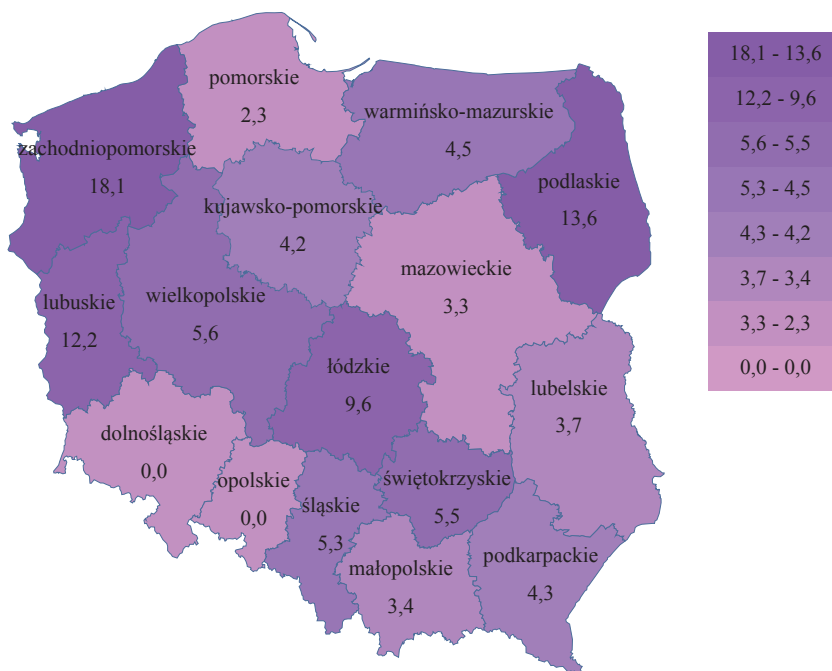 pomorskie
2,3
warmińsko-mazurskie
4,5
zachodniopomorskie
18,1
podlaskie
13,6
kujawsko-pomorskie
4,2
mazowieckie
3,3
lubuskie
12,2
wielkopolskie
5,6
łódzkie
9,6
lubelskie
3,7
dolnośląskie
0,0
opolskie
0,0
śląskie
5,3
świętokrzyskie
5,5
małopolskie
3,4
podkarpackie
4,3
18,1 - 13,6
12,2 - 9,6
5,6 - 5,5
5,3 - 4,5
4,3 - 4,2
3,7 - 3,4
3,3 - 2,3
0,0 - 0,0